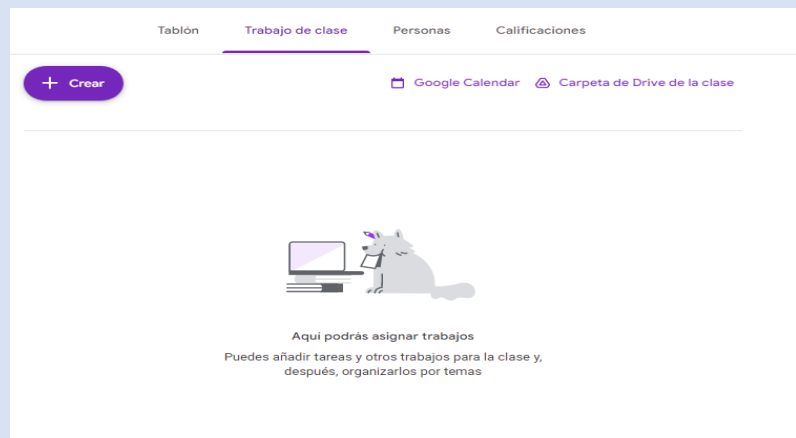 Tablón Trabajo de clase Personas Calificaciones
Crear Google Calendar Carpeta de Drive de la clase
Aquí podrás asignar trabajos
Puedes añadir tareas y otros trabajos para la clase y,
después, organizarlos por temas